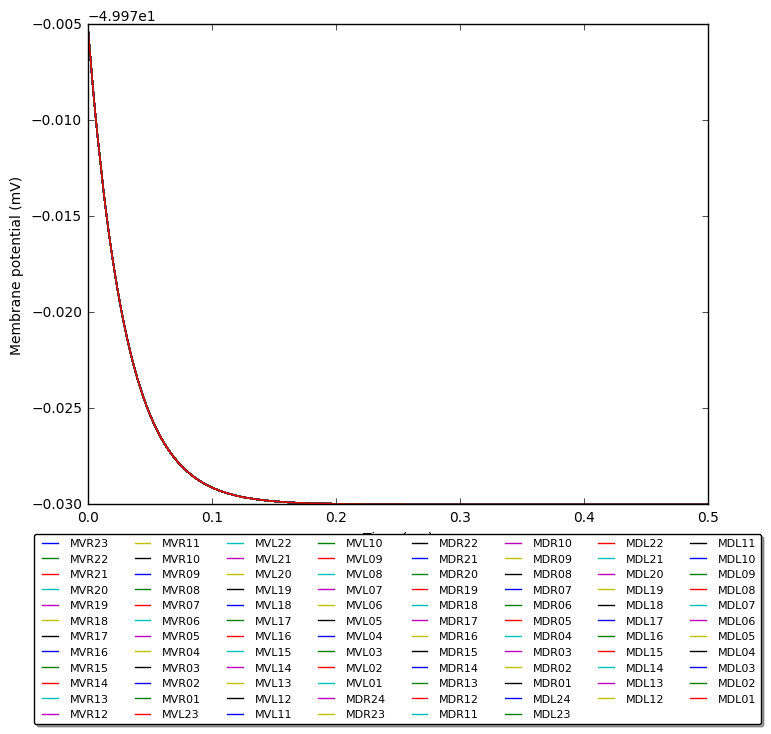 −4.997e1
−0.005
−0.010
−0.015
−0.020
−0.025
−0.030
Membrane potential (mV)
0.0 0.1 0.2 0.3 0.4 0.5
MVR23 MVR11 MVL22 MVL10 MDR22 MDR10 MDL22 MDL11
MVR22 MVR10 MVL21 MVL09 MDR21 MDR09 MDL21 MDL10
MVR21 MVR09 MVL20 MVL08 MDR20 MDR08 MDL20 MDL09
MVR20 MVR08 MVL19 MVL07 MDR19 MDR07 MDL19 MDL08
MVR19 MVR07 MVL18 MVL06 MDR18 MDR06 MDL18 MDL07
MVR18 MVR06 MVL17 MVL05 MDR17 MDR05 MDL17 MDL06
MVR17 MVR05 MVL16 MVL04 MDR16 MDR04 MDL16 MDL05
MVR16 MVR04 MVL15 MVL03 MDR15 MDR03 MDL15 MDL04
MVR15 MVR03 MVL14 MVL02 MDR14 MDR02 MDL14 MDL03
MVR14 MVR02 MVL13 MVL01 MDR13 MDR01 MDL13 MDL02
MVR13 MVR01 MVL12 MDR24 MDR12 MDL24 MDL12 MDL01
MVR12 MVL23 MVL11 MDR23 MDR11 MDL23